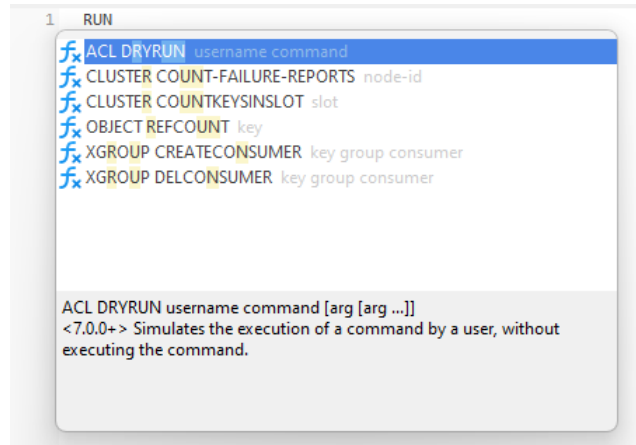 1 RUN
ACL DRYRUN username command
CLUSTER COUNT-FAILURE-REPORTS node-id
CLUSTER COUNTKEYSINSLOT slot
OBJECT REFCOUNT key
XGROUP CREATECONSUMER key group consumer
XGROUP DELCONSUMER key group consumer
ACL DRYRUN username command [arg [arg ...]]
<7.0.0+> Simulates the execution of a command by a user, without
executing the command.